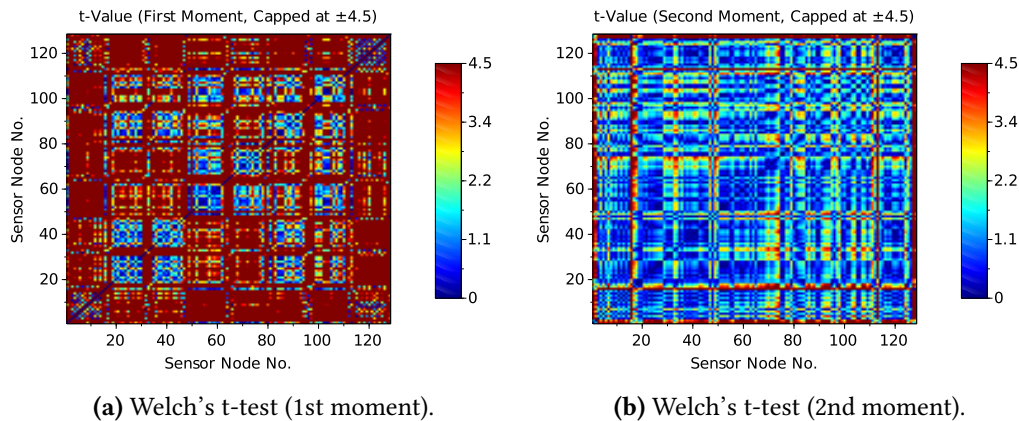 t-Value (First Moment, Capped at ±4.5)
120
100
80
60
40
20
Sensor Node No.
20 40 60 80 100 120
Sensor Node No.
4.5
3.4
2.2
1.1
0
(a) Welch's t-test (1st moment).
t-Value (Second Moment, Capped at ±4.5)
120
100
80
60
40
20
Sensor Node No.
20 40 60 80 100 120
Sensor Node No.
4.5
3.4
2.2
1.1
0
(b) Welch's t-test (2nd moment).